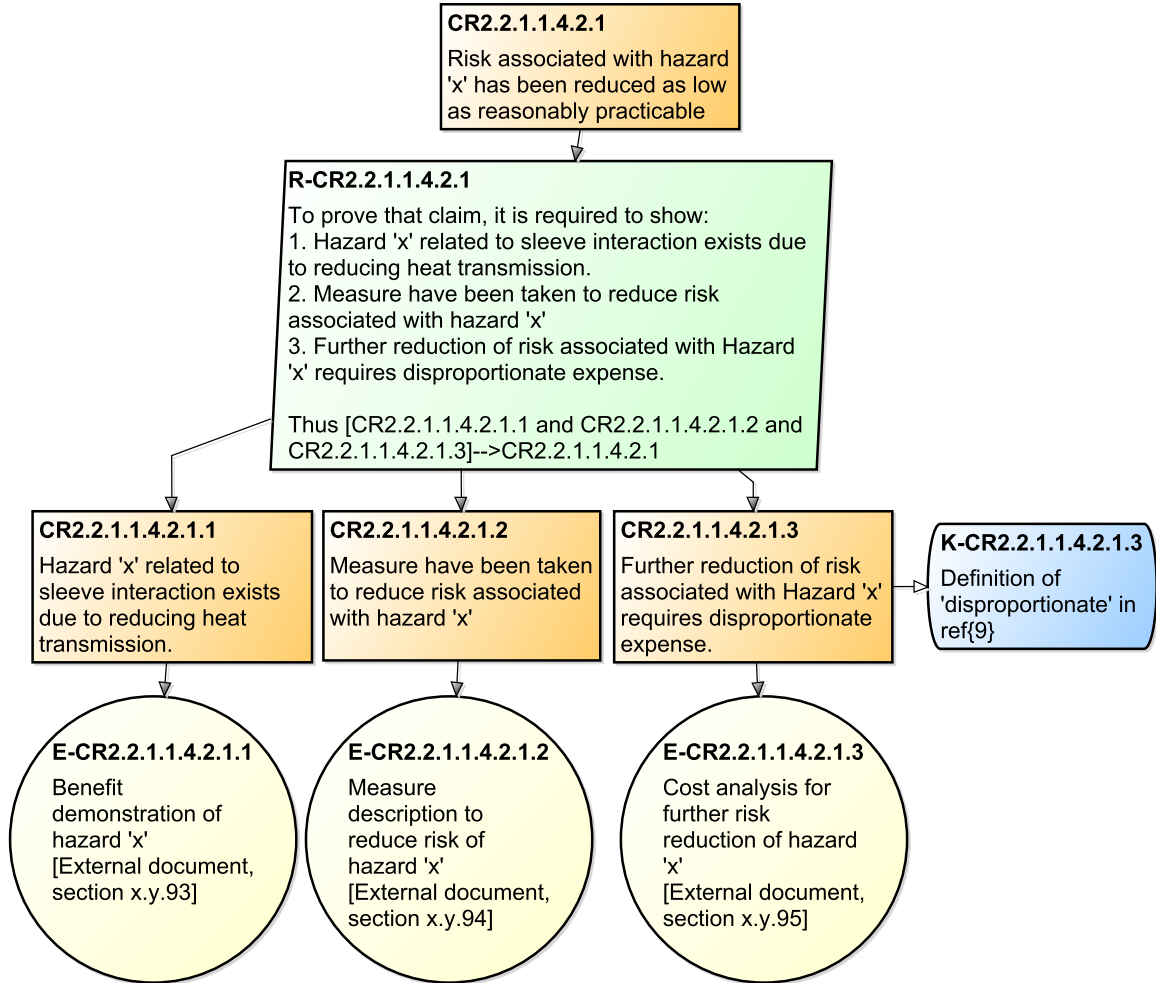 CR2.2.1.1.4.2.1
Risk associated with hazard
'x' has been reduced as low
as reasonably practicable
R-CR2.2.1.1.4.2.1
To prove that claim, it is required to show:
1. Hazard 'x' related to sleeve interaction exists due
to reducing heat transmission.
2. Measure have been taken to reduce risk
associated with hazard 'x'
3. Further reduction of risk associated with Hazard
'x' requires disproportionate expense.
Thus [CR2.2.1.1.4.2.1.1 and CR2.2.1.1.4.2.1.2 and
CR2.2.1.1.4.2.1.3]-->CR2.2.1.1.4.2.1
CR2.2.1.1.4.2.1.1
Hazard 'x' related to
sleeve interaction exists
due to reducing heat
transmission.
CR2.2.1.1.4.2.1.2
Measure have been taken
to reduce risk associated
with hazard 'x'
CR2.2.1.1.4.2.1.3
Further reduction of risk
associated with Hazard 'x'
requires disproportionate
expense.
K-CR2.2.1.1.4.2.1.3
Definition of
'disproportionate' in
ref{9}
E-CR2.2.1.1.4.2.1.1
Benefit
demonstration of
hazard 'x'
[External document,
section x.y.93]
E-CR2.2.1.1.4.2.1.2
Measure
description to
reduce risk of
hazard 'x'
[External document,
section x.y.94]
E-CR2.2.1.1.4.2.1.3
Cost analysis for
further risk
reduction of hazard
'x'
[External document,
section x.y.95]